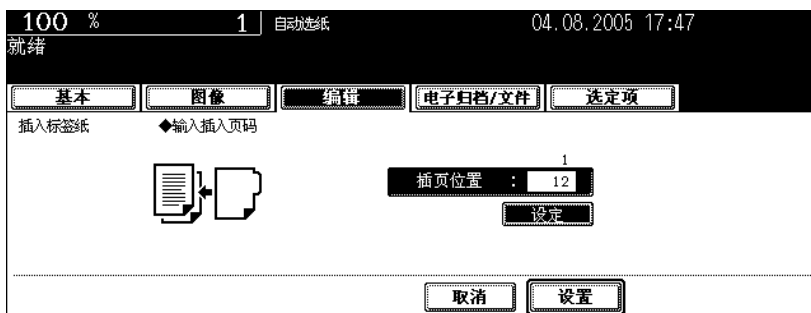 100 % 1 自动选纸 04.08.2005 17:47
就绪
基本 图像 编辑 电子归档/文件 选定项
插入标签纸 ◆输入插入页码
1
插页位置 : 12
设定
取消 设置